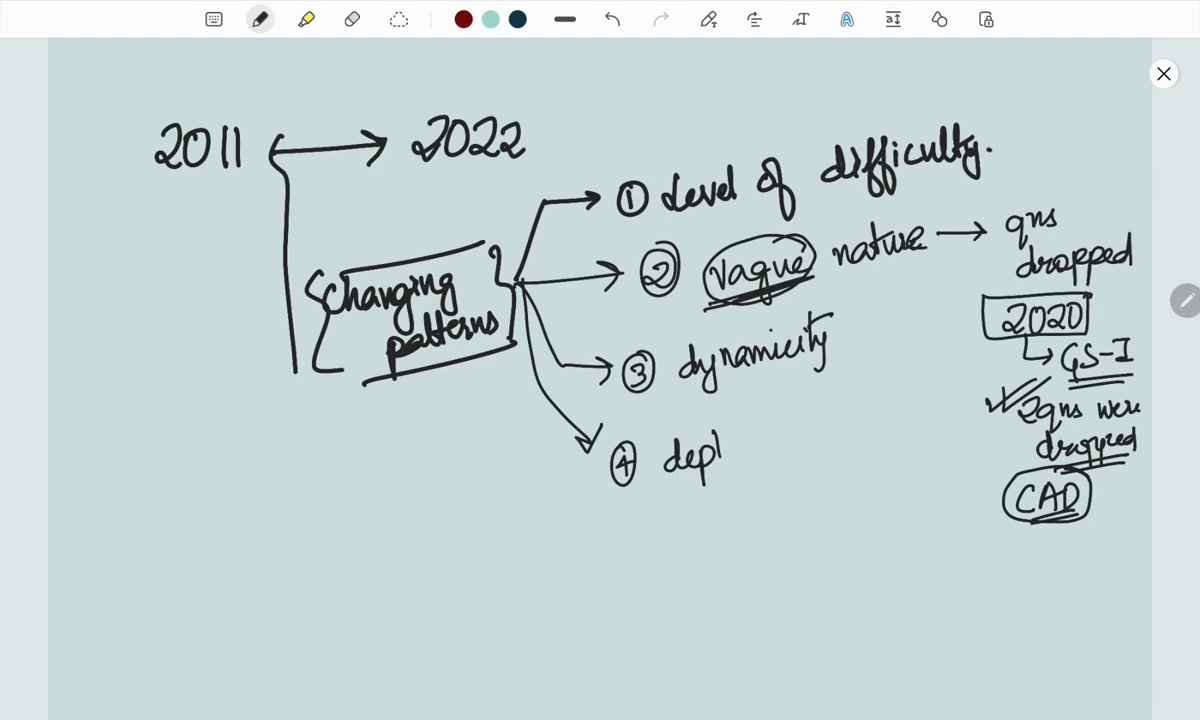 2011 ↔ 2022
Changing
patterns
① Level of difficulty.
② Vague nature → qns
dropped
2020
GS-I
2qns were
dropped
CAD
③ dynamicity
④ dept